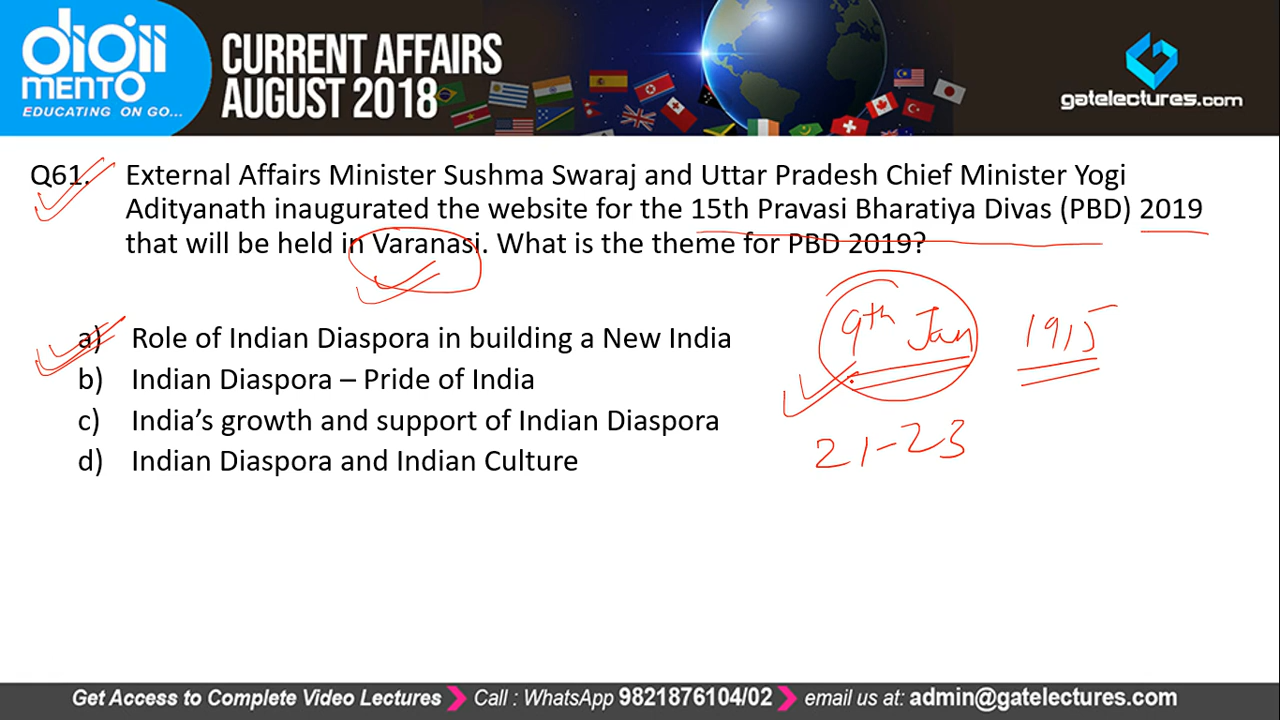 digii
MENTO
EDUCATING ON GO...
CURRENT AFFAIRS
AUGUST 2018
gatelectures.com
Q61. External Affairs Minister Sushma Swaraj and Uttar Pradesh Chief Minister Yogi
Adityanath inaugurated the website for the 15th Pravasi Bharatiya Divas (PBD) 2019
that will be held in Varanasi. What is the theme for PBD 2019?
a) Role of Indian Diaspora in building a New India
b) Indian Diaspora – Pride of India
c) India’s growth and support of Indian Diaspora
d) Indian Diaspora and Indian Culture
9th Jan 1915
21-23
Get Access to Complete Video Lectures Call : WhatsApp 9821876104/02 email us at: admin@gatelectures.com